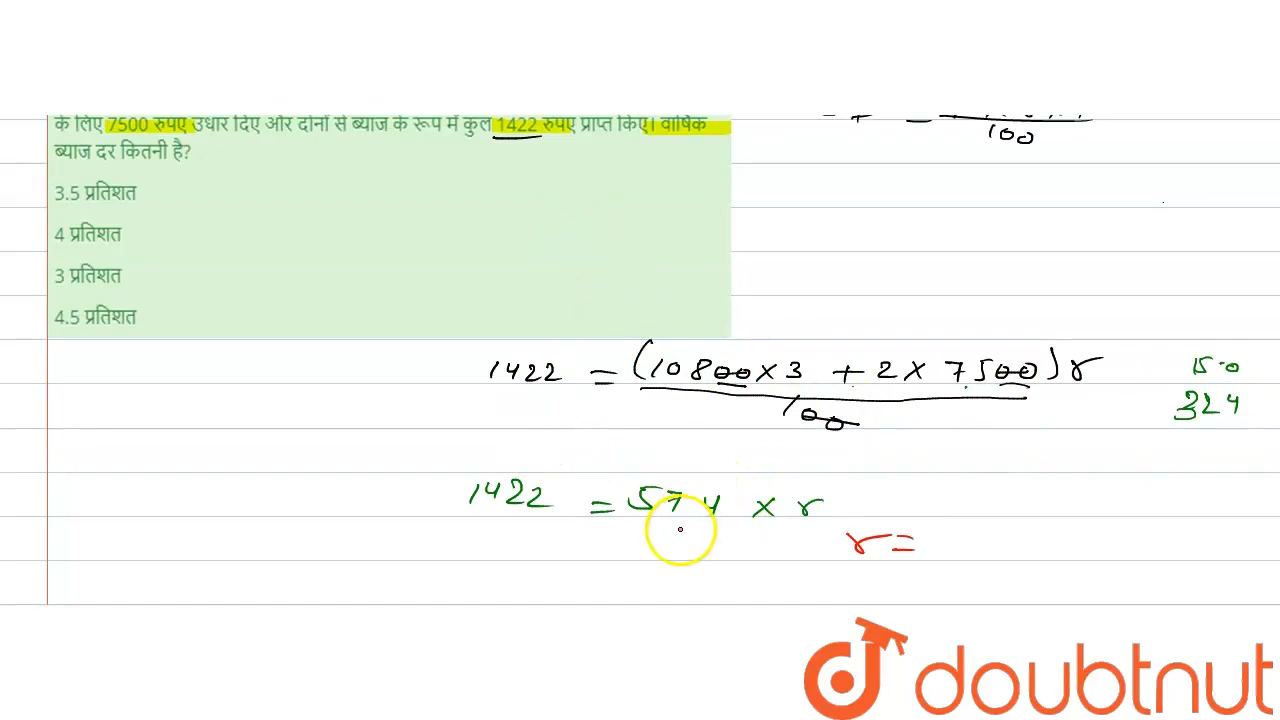 के लिए 7500 रुपए उधार दिए और दोनों से ब्याज के रूप में कुल 1422 रुपए प्राप्त किए। वार्षिक
ब्याज दर कितनी है?
3.5 प्रतिशत
4 प्रतिशत
3 प्रतिशत
4.5 प्रतिशत
100
1422 = (10800 × 3 + 2 × 7500) r
100
150
324
1422 = 574 × r
r =
doubtnut